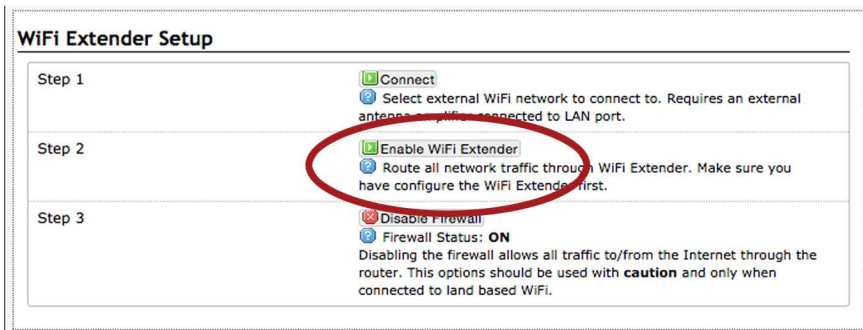 WiFi Extender Setup
Step 1
Connect
Select external WiFi network to connect to. Requires an external
antenna amplifier connected to LAN port.
Step 2
Enable WiFi Extender
Route all network traffic through WiFi Extender. Make sure you
have configure the WiFi Extender first.
Step 3
Disable Firewall
Firewall Status: ON
Disabling the firewall allows all traffic to/from the Internet through the
router. This options should be used with caution and only when
connected to land based WiFi.